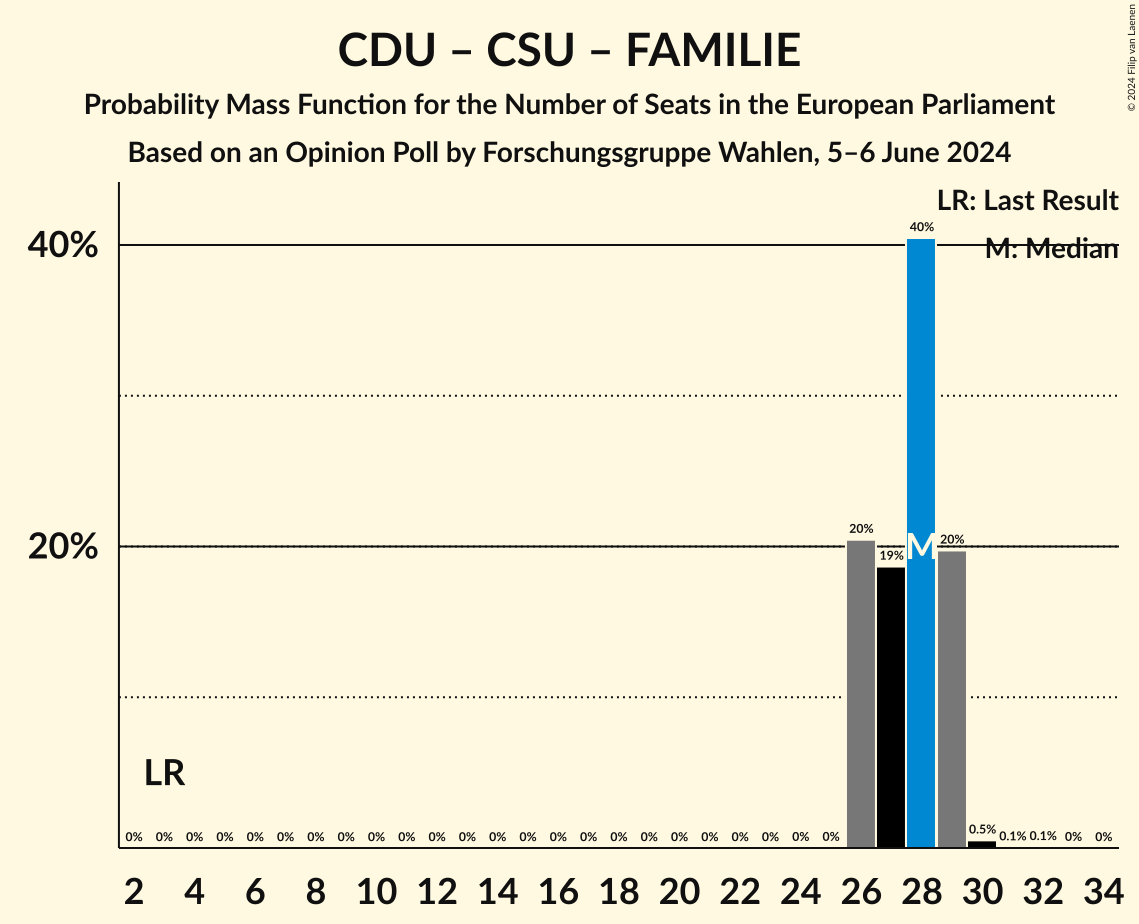 CDU – CSU – FAMILIE
Probability Mass Function for the Number of Seats in the European Parliament
Based on an Opinion Poll by Forschungsgruppe Wahlen, 5–6 June 2024
© 2024 Filip van Laenen
LR: Last Result
M: Median
40%
20%
40%
20%
19%
M
20%
LR
0% 0% 0% 0% 0% 0% 0% 0% 0% 0% 0% 0% 0% 0% 0% 0% 0% 0% 0% 0% 0% 0% 0% 0% 0.5% 0.1% 0.1% 0% 0%
2 4 6 8 10 12 14 16 18 20 22 24 26 28 30 32 34